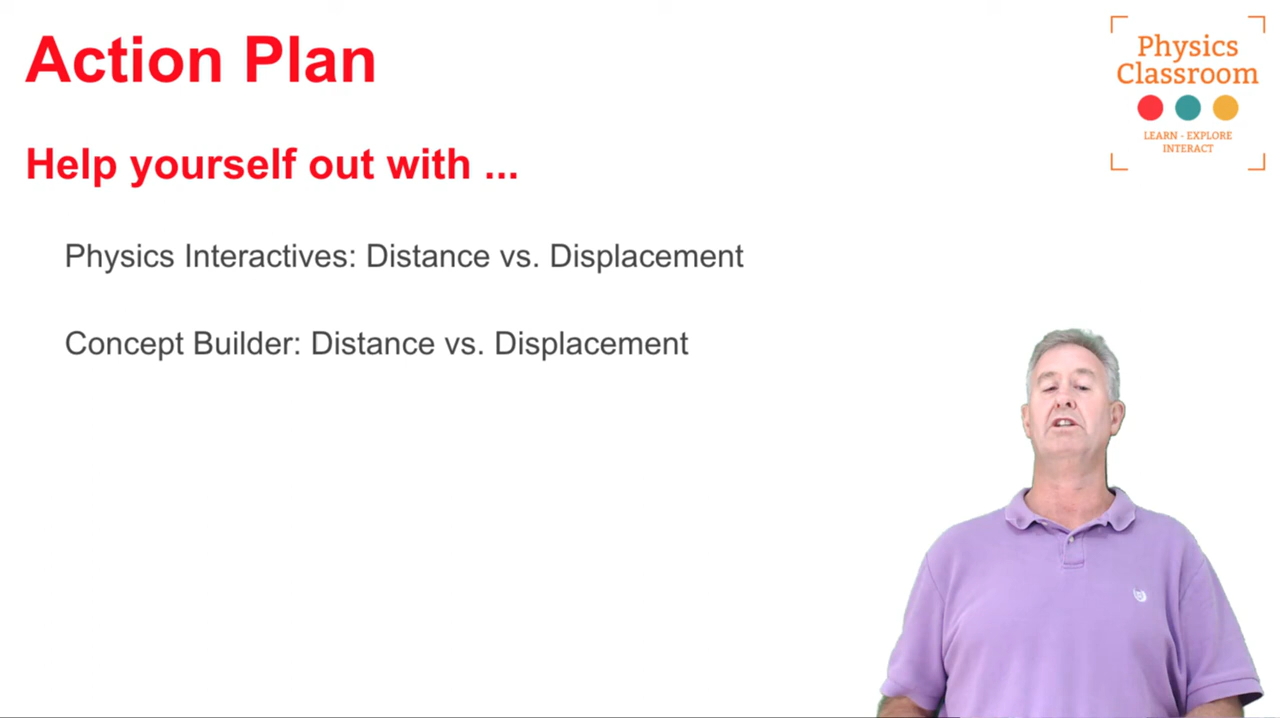 Action Plan
Physics
Classroom
LEARN - EXPLORE
INTERACT
Help yourself out with ...
Physics Interactives: Distance vs. Displacement
Concept Builder: Distance vs. Displacement